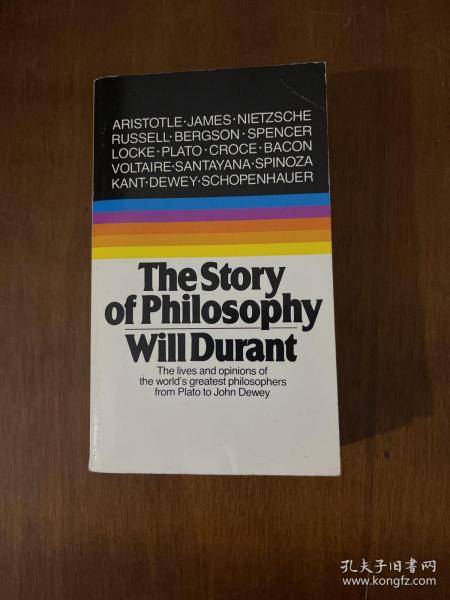 ARISTOTLE·JAMES·NIETZSCHE
RUSSELL·BERGSON·SPENCER
LOCKE·PLATO·CROCE·BACON
VOLTAIRE·SANTAYANA·SPINOZA
KANT·DEWEY·SCHOPENHAUER
The Story
of Philosophy
Will Durant
The lives and opinions of
the world's greatest philosophers
from Plato to John Dewey
孔夫子旧书网
www.kongfz.com